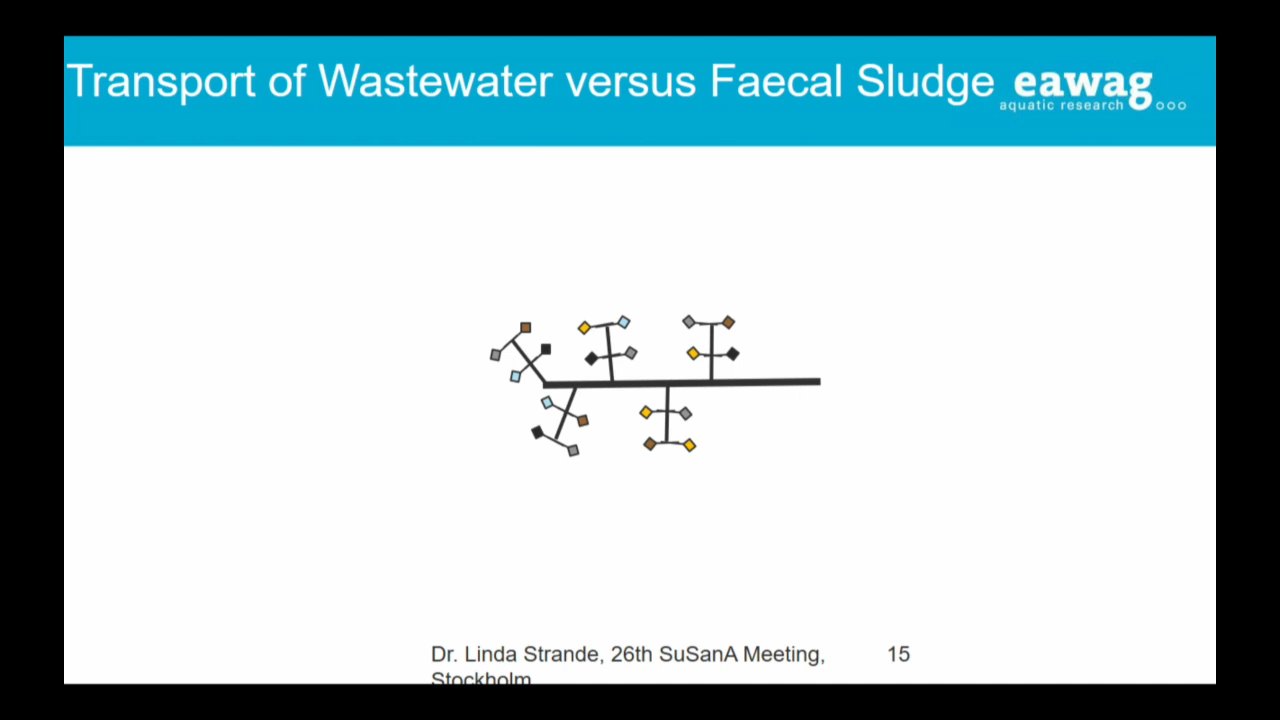 Transport of Wastewater versus Faecal Sludge
eawag
aquatic research
Dr. Linda Strande, 26th SuSanA Meeting,
Stockholm
15